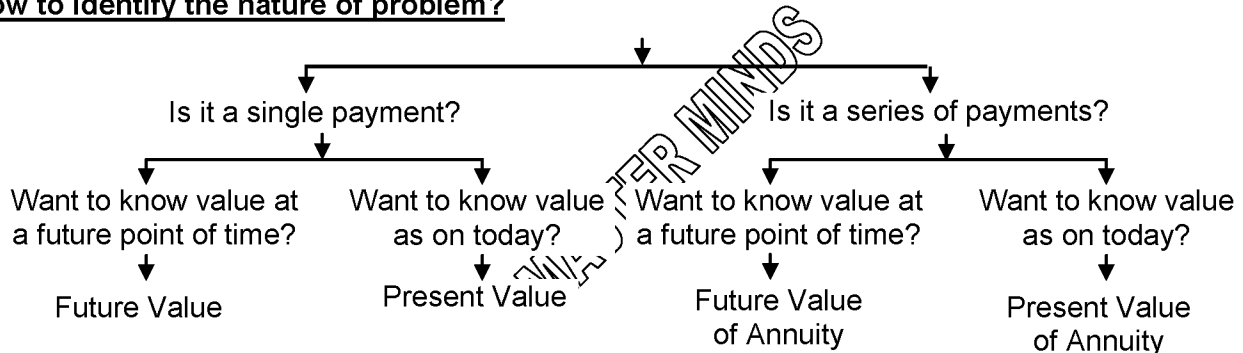 ow to identify the nature of problem?
Is it a single payment?
Is it a series of payments?
Want to know value at
a future point of time?
Want to know value
as on today?
Want to know value at
a future point of time?
Want to know value
as on today?
Future Value
Present Value
Future Value
of Annuity
Present Value
of Annuity
MINDS